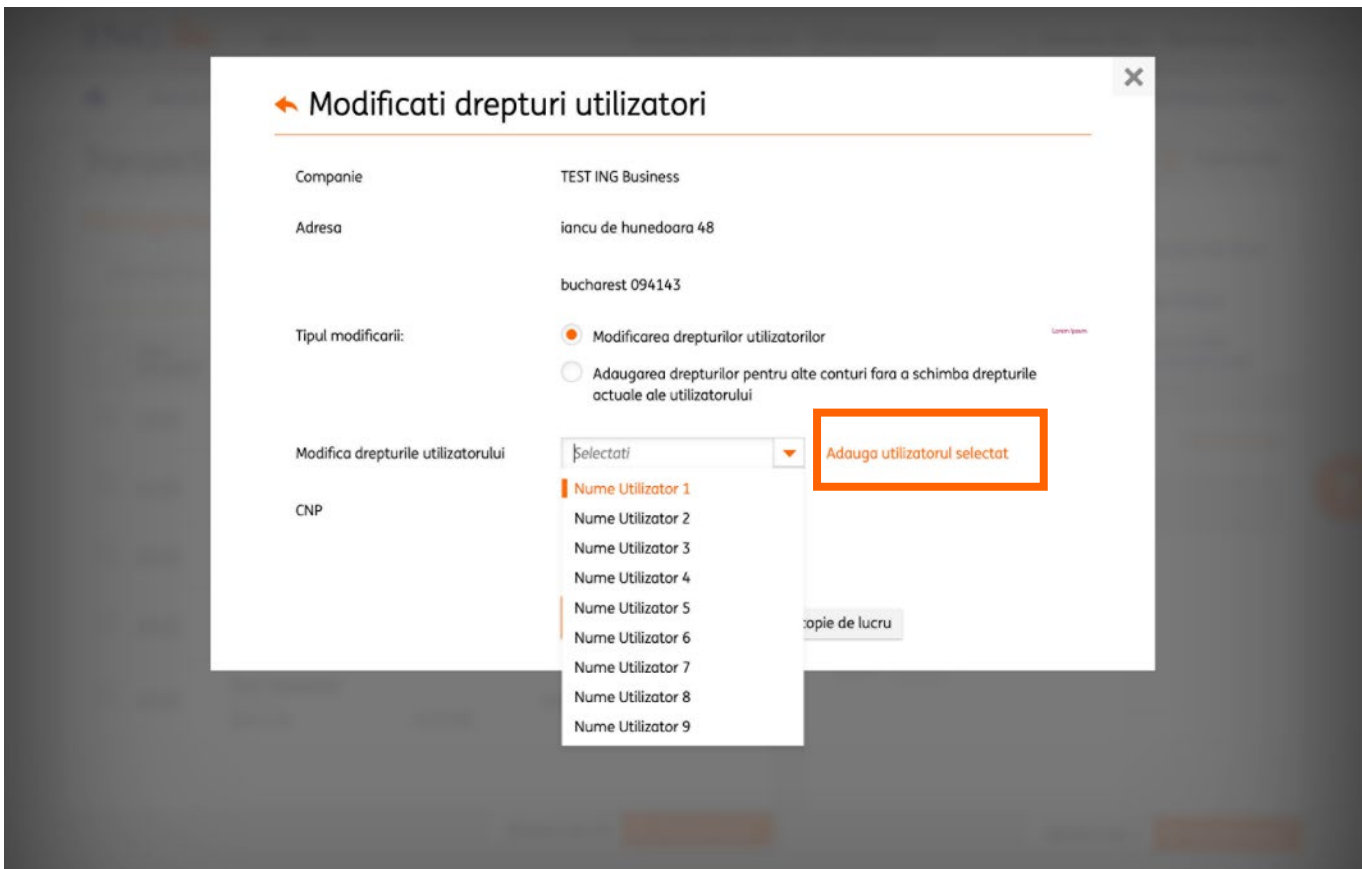 Modificati drepturi utilizatori
Companie
TEST ING Business
Adresa
iancu de hunedoara 48
bucharest 094143
Tipul modificarii:
Modificarea drepturilor utilizatorilor
Lorem Ipsum
Adaugarea drepturilor pentru alte conturi fara a schimba drepturile
actuale ale utilizatorului
Modifica drepturile utilizatorului
Selectati
Adauga utilizatorul selectat
Nume Utilizator 1
CNP
Nume Utilizator 2
Nume Utilizator 3
Nume Utilizator 4
Nume Utilizator 5
Nume Utilizator 6
copie de lucru
Nume Utilizator 7
Nume Utilizator 8
Nume Utilizator 9